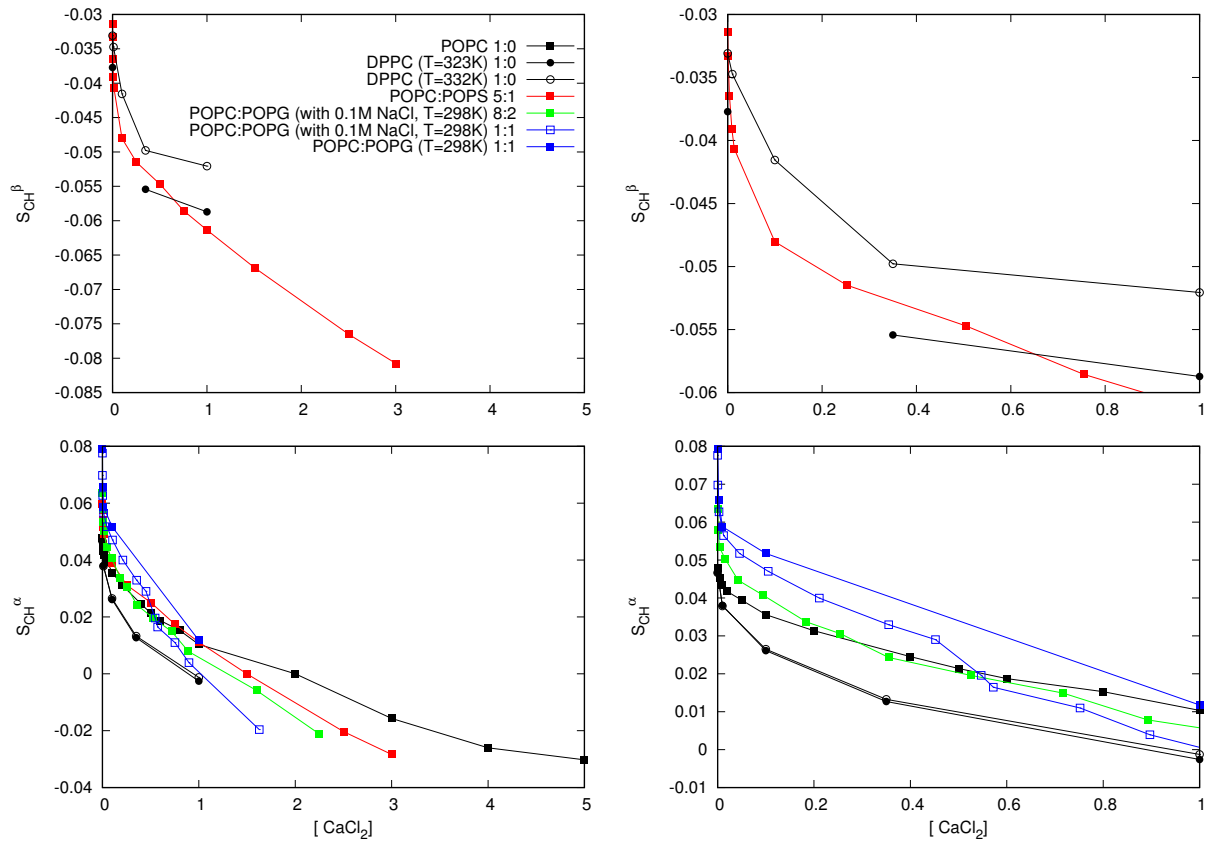 -0.03
-0.035
-0.04
-0.045
-0.05
-0.055
-0.06
-0.065
-0.07
-0.075
-0.08
-0.085
0 1 2 3 4 5
S_CH^β
POPC 1:0
DPPC (T=323K) 1:0
DPPC (T=332K) 1:0
POPC:POPS 5:1
POPC:POPG (with 0.1M NaCl, T=298K) 8:2
POPC:POPG (with 0.1M NaCl, T=298K) 1:1
POPC:POPG (T=298K) 1:1
-0.03
-0.035
-0.04
-0.045
-0.05
-0.055
-0.06
0 0.2 0.4 0.6 0.8 1
S_CH^β
0.08
0.06
0.04
0.02
0
-0.02
-0.04
0 1 2 3 4 5
S_CH^α
[ CaCl₂]
0.08
0.07
0.06
0.05
0.04
0.03
0.02
0.01
0
-0.01
0 0.2 0.4 0.6 0.8 1
S_CH^α
[ CaCl₂]